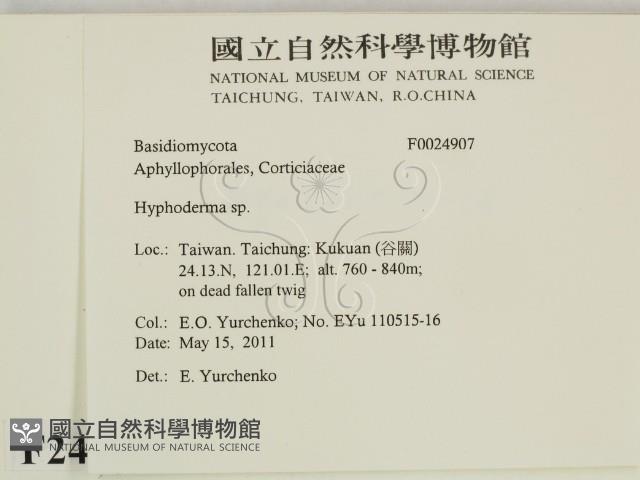 國立自然科學博物館
NATIONAL MUSEUM OF NATURAL SCIENCE
TAICHUNG, TAIWAN, R.O.CHINA
Basidiomycota F0024907
Aphyllophorales, Corticiaceae
Hyphoderma sp.
Loc.: Taiwan. Taichung: Kukuan (谷關)
24.13.N, 121.01.E; alt. 760 - 840m;
on dead fallen twig
Col.: E.O. Yurchenko; No. EYu 110515-16
Date: May 15, 2011
Det.: E. Yurchenko
國立自然科學博物館
NATIONAL MUSEUM OF NATURAL SCIENCE
F24